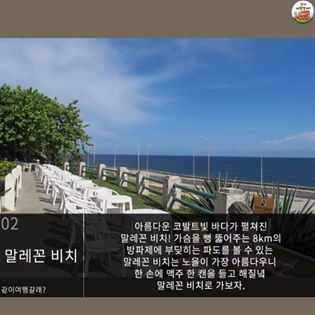 02
말레꼰 비치
같이여행갈래?
아름다운 코발트빛 바다가 펼쳐진
말레꼰 비치! 가슴을 뻥 뚫어주는 8km의
방파제에 부딪히는 파도를 볼 수 있는
말레꼰 비치는 노을이 가장 아름다우니
한 손에 맥주 한 캔을 들고 해질녘
말레꼰 비치로 가보자.